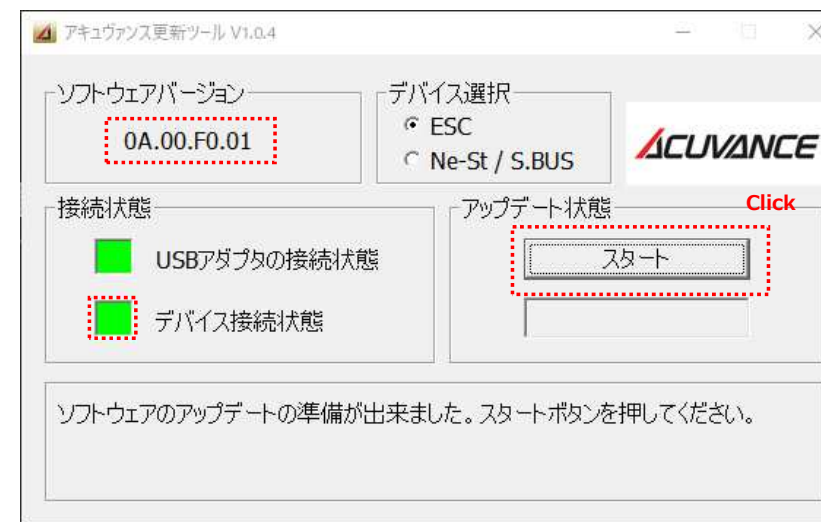 アキュヴァンス更新ツール V1.0.4
ソフトウェアバージョン
0A.00.F0.01
デバイス選択
ESC
Ne-St / S.BUS
ACUVANCE
接続状態
USBアダプタの接続状態
デバイス接続状態
アップデート状態
Click
スタート
ソフトウェアのアップデートの準備が出来ました。スタートボタンを押してください。